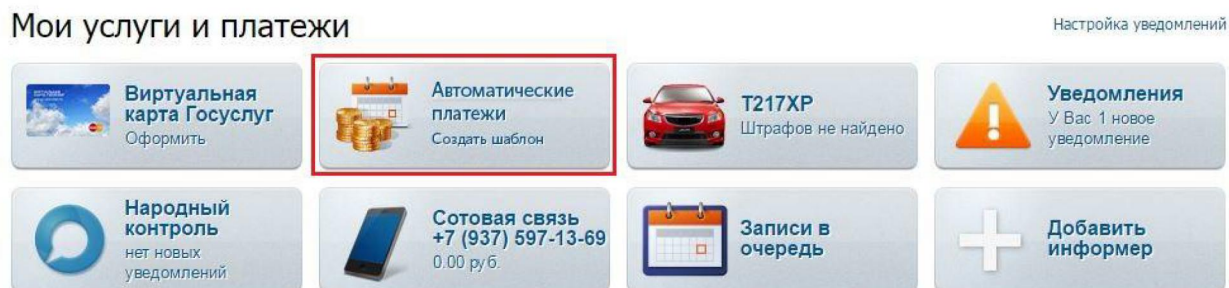 Мои услуги и платежи
Настройка уведомлений
Виртуальная
карта Госуслуг
Оформить
Автоматические
платежи
Создать шаблон
Т217ХР
Штрафов не найдено
Уведомления
У Вас 1 новое
уведомление
Народный
контроль
нет новых
уведомлений
Сотовая связь
+7 (937) 597-13-69
0.00 руб.
Записи в
очередь
Добавить
информер